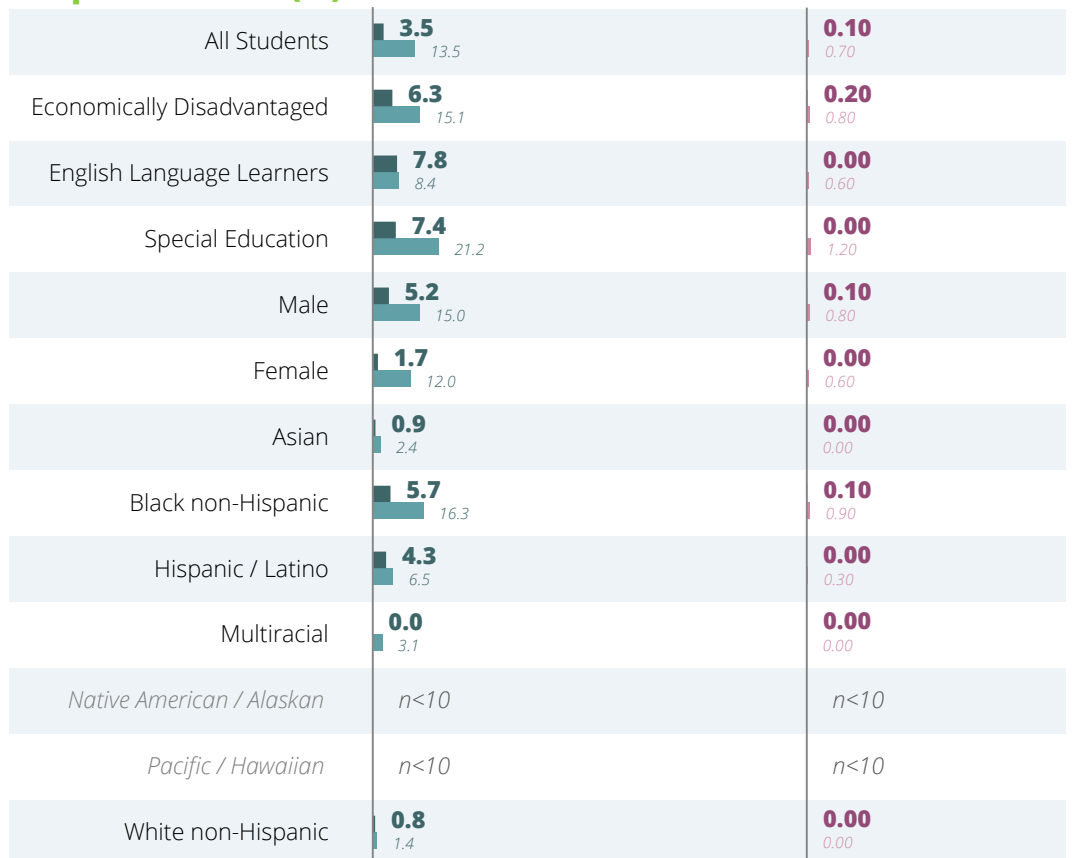 All Students 3.5 0.10
13.5 0.70
Economically Disadvantaged 6.3 0.20
15.1 0.80
English Language Learners 7.8 0.00
8.4 0.60
Special Education 7.4 0.00
21.2 1.20
Male 5.2 0.10
15.0 0.80
Female 1.7 0.00
12.0 0.60
Asian 0.9 0.00
2.4 0.00
Black non-Hispanic 5.7 0.10
16.3 0.90
Hispanic / Latino 4.3 0.00
6.5 0.30
Multiracial 0.0 0.00
3.1 0.00
Native American / Alaskan n<10 n<10
Pacific / Hawaiian n<10 n<10
White non-Hispanic 0.8 0.00
1.4 0.00